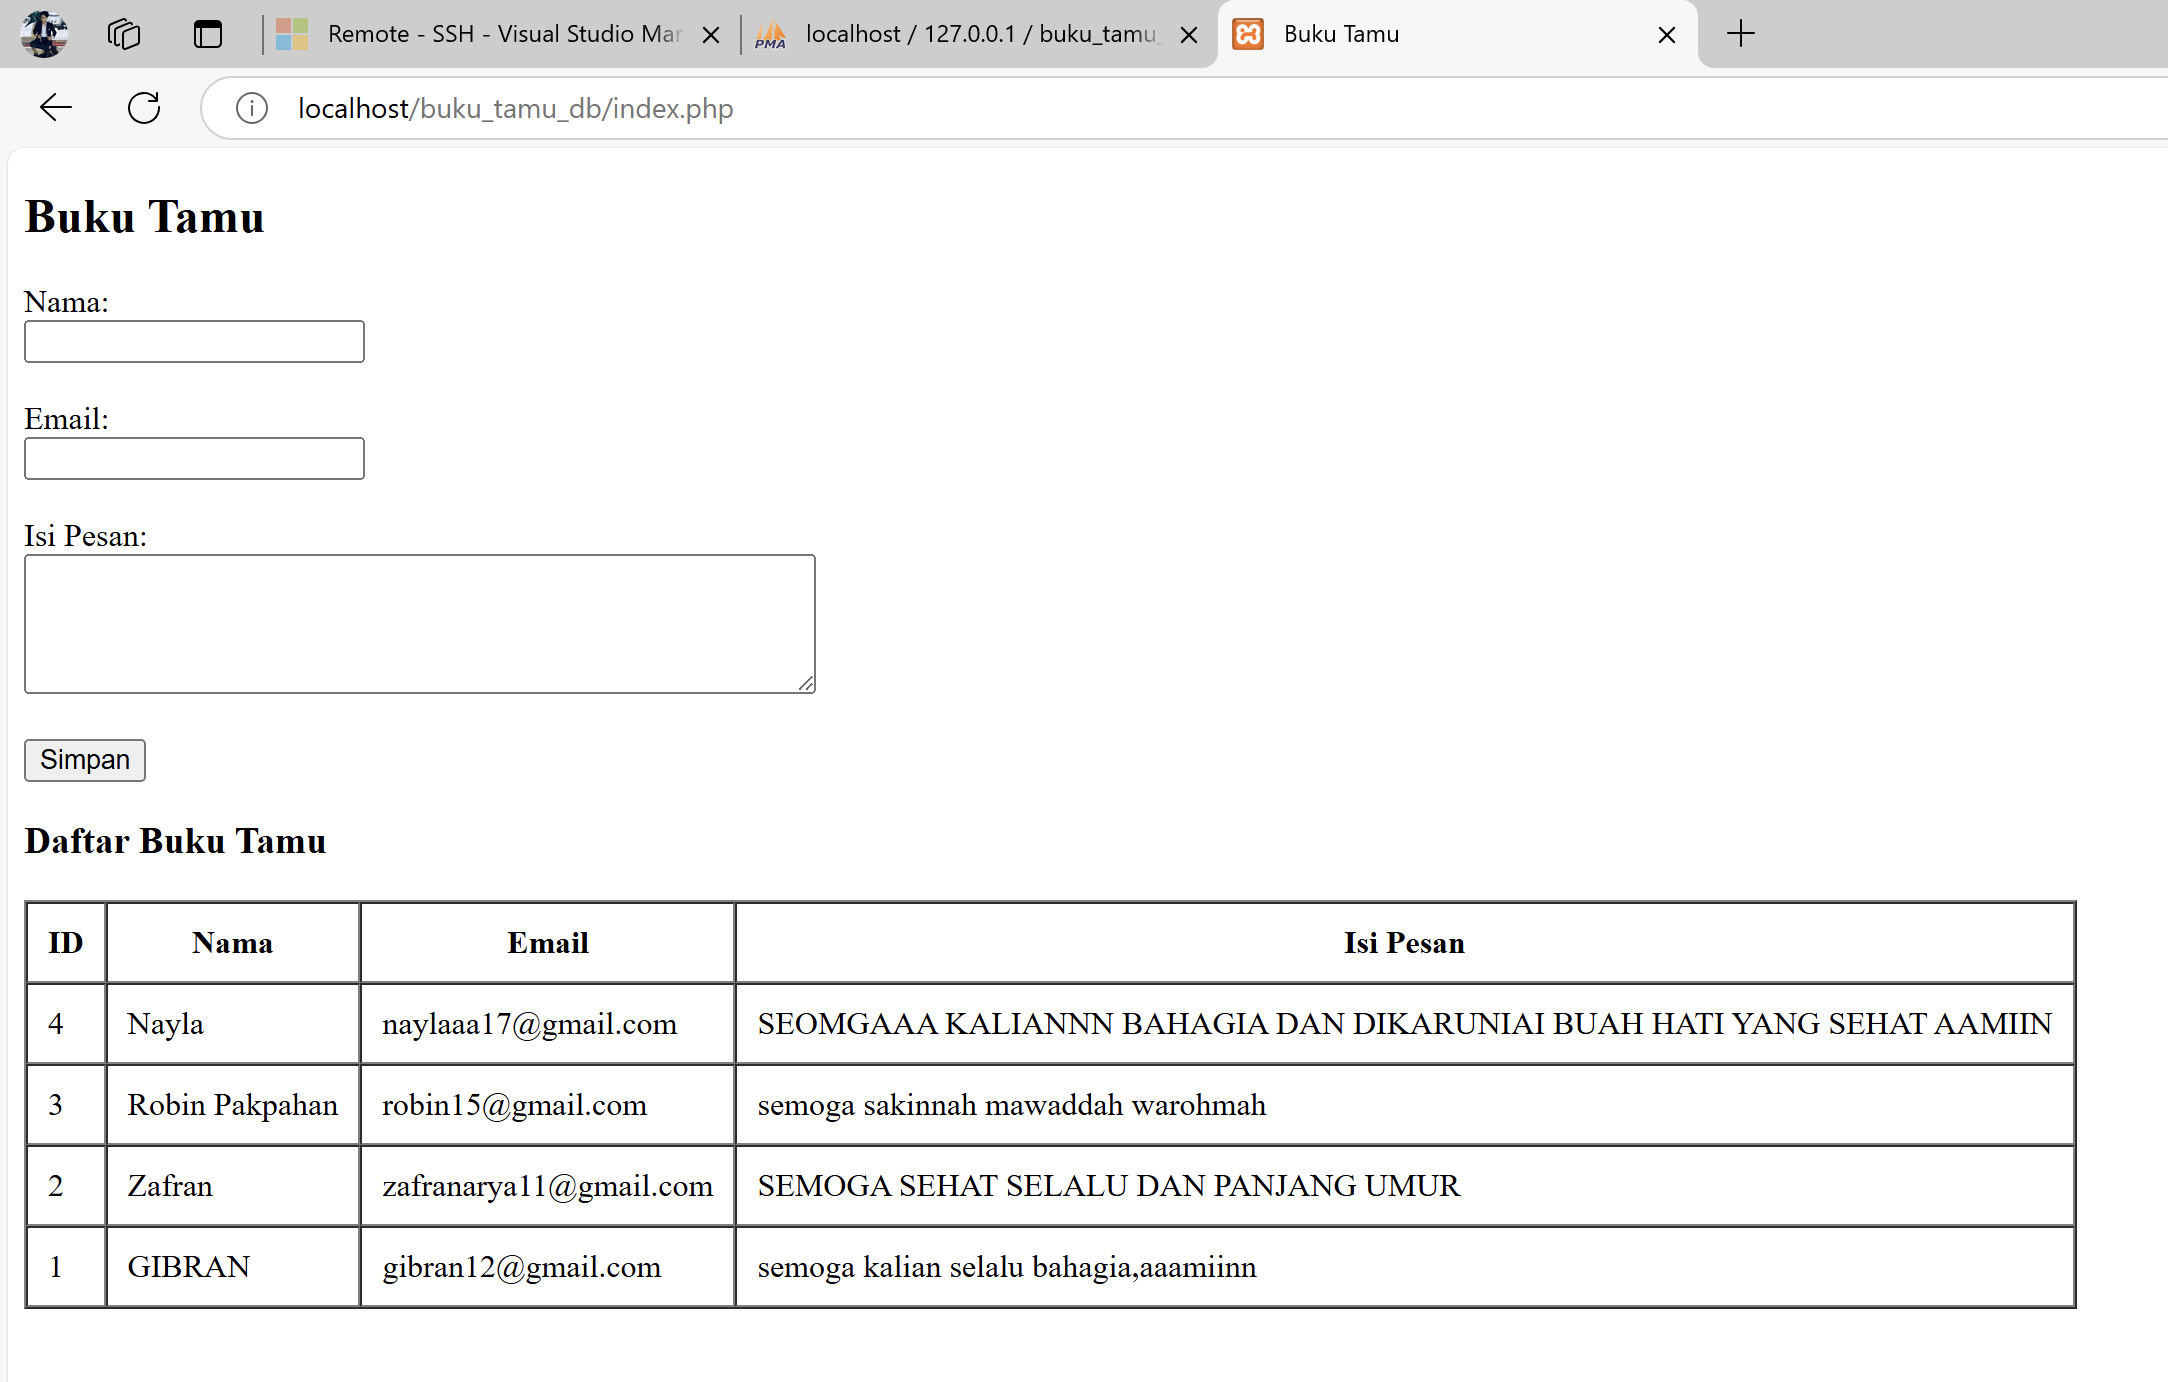 Remote - SSH - Visual Studio Mar
PMA
localhost / 127.0.0.1 / buku_tamu_
Buku Tamu
localhost/buku_tamu_db/index.php
Buku Tamu
Nama:
Email:
Isi Pesan:
Simpan
Daftar Buku Tamu
ID Nama Email Isi Pesan
4 Nayla naylaaa17@gmail.com SEOMGAAA KALIANNN BAHAGIA DAN DIKARUNIAI BUAH HATI YANG SEHAT AAMIIN
3 Robin Pakpahan robin15@gmail.com semoga sakinnah mawaddah warohmah
2 Zafran zafranarya11@gmail.com SEMOGA SEHAT SELALU DAN PANJANG UMUR
1 GIBRAN gibran12@gmail.com semoga kalian selalu bahagia,aaamiinn